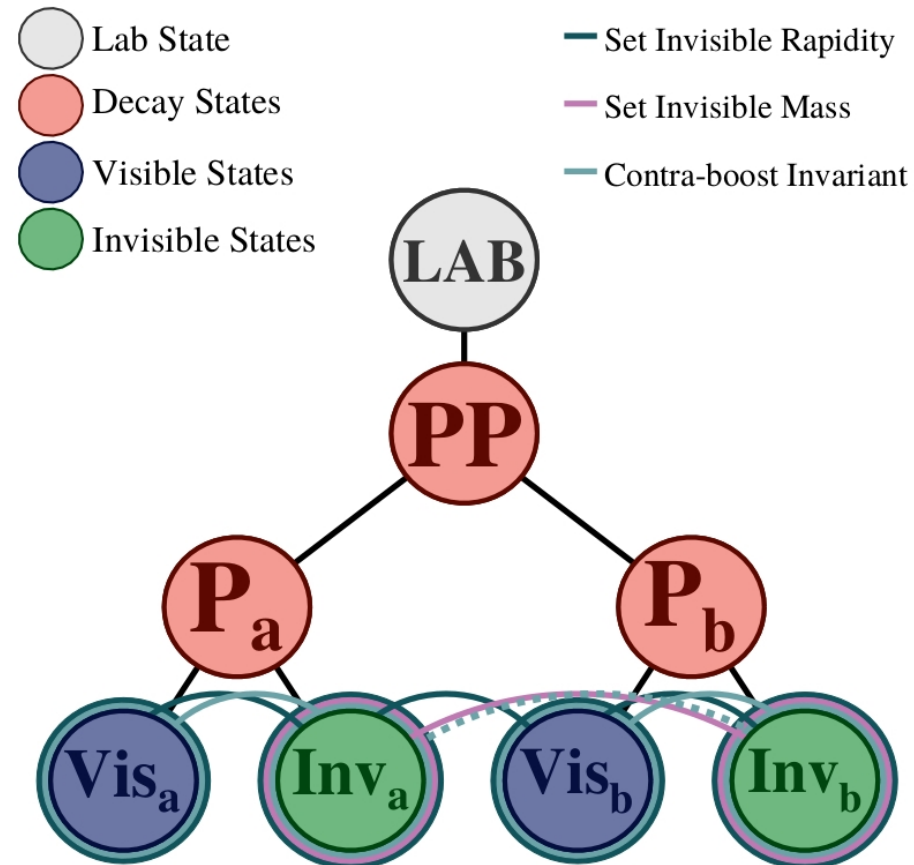 Lab State
Decay States
Visible States
Invisible States
Set Invisible Rapidity
Set Invisible Mass
Contra-boost Invariant
LAB
PP
Pa
Pb
Visa
Inva
Visb
Invb